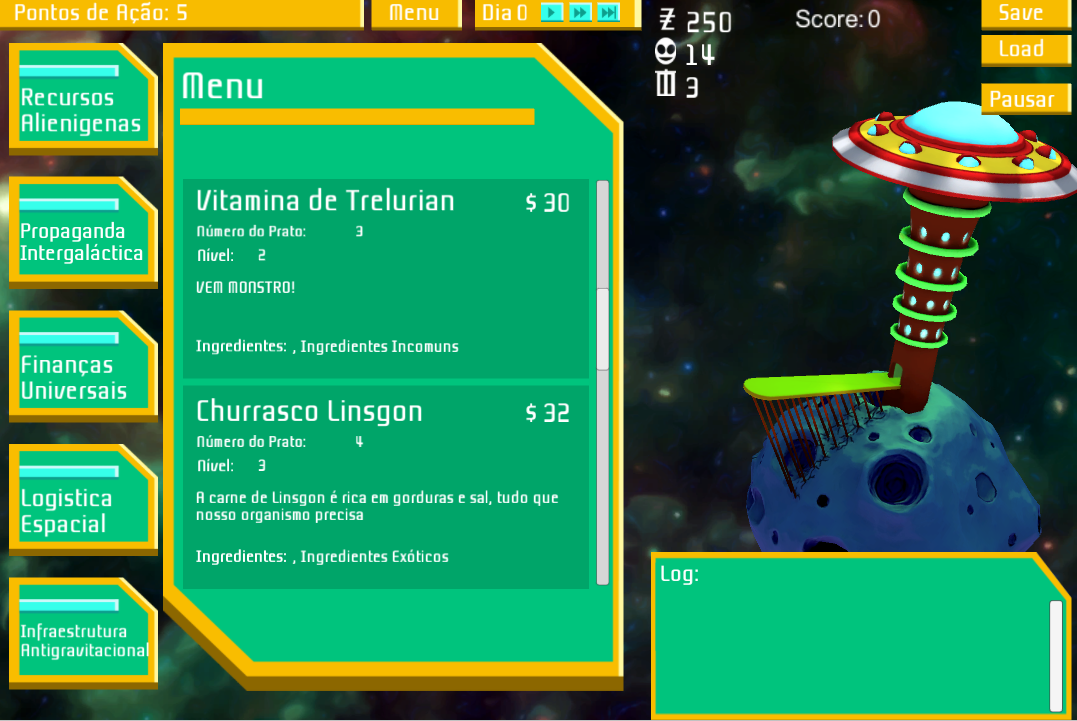 Pontos de Ação: 5
Menu
Dia 0
Ƶ 250
14
3
Score: 0
Save
Load
Pausar
Recursos
Alienigenas
Propaganda
Intergaláctica
Finanças
Universais
Logistica
Espacial
Infraestrutura
Antigravitacional
Menu
Vitamina de Trelurian $ 30
Número do Prato: 3
Nível: 2
VEM MONSTRO!
Ingredientes: , Ingredientes Incomuns
Churrasco Linsgon $ 32
Número do Prato: 4
Nível: 3
A carne de Linsgon é rica em gorduras e sal, tudo que
nosso organismo precisa
Ingredientes: , Ingredientes Exóticos
Log: